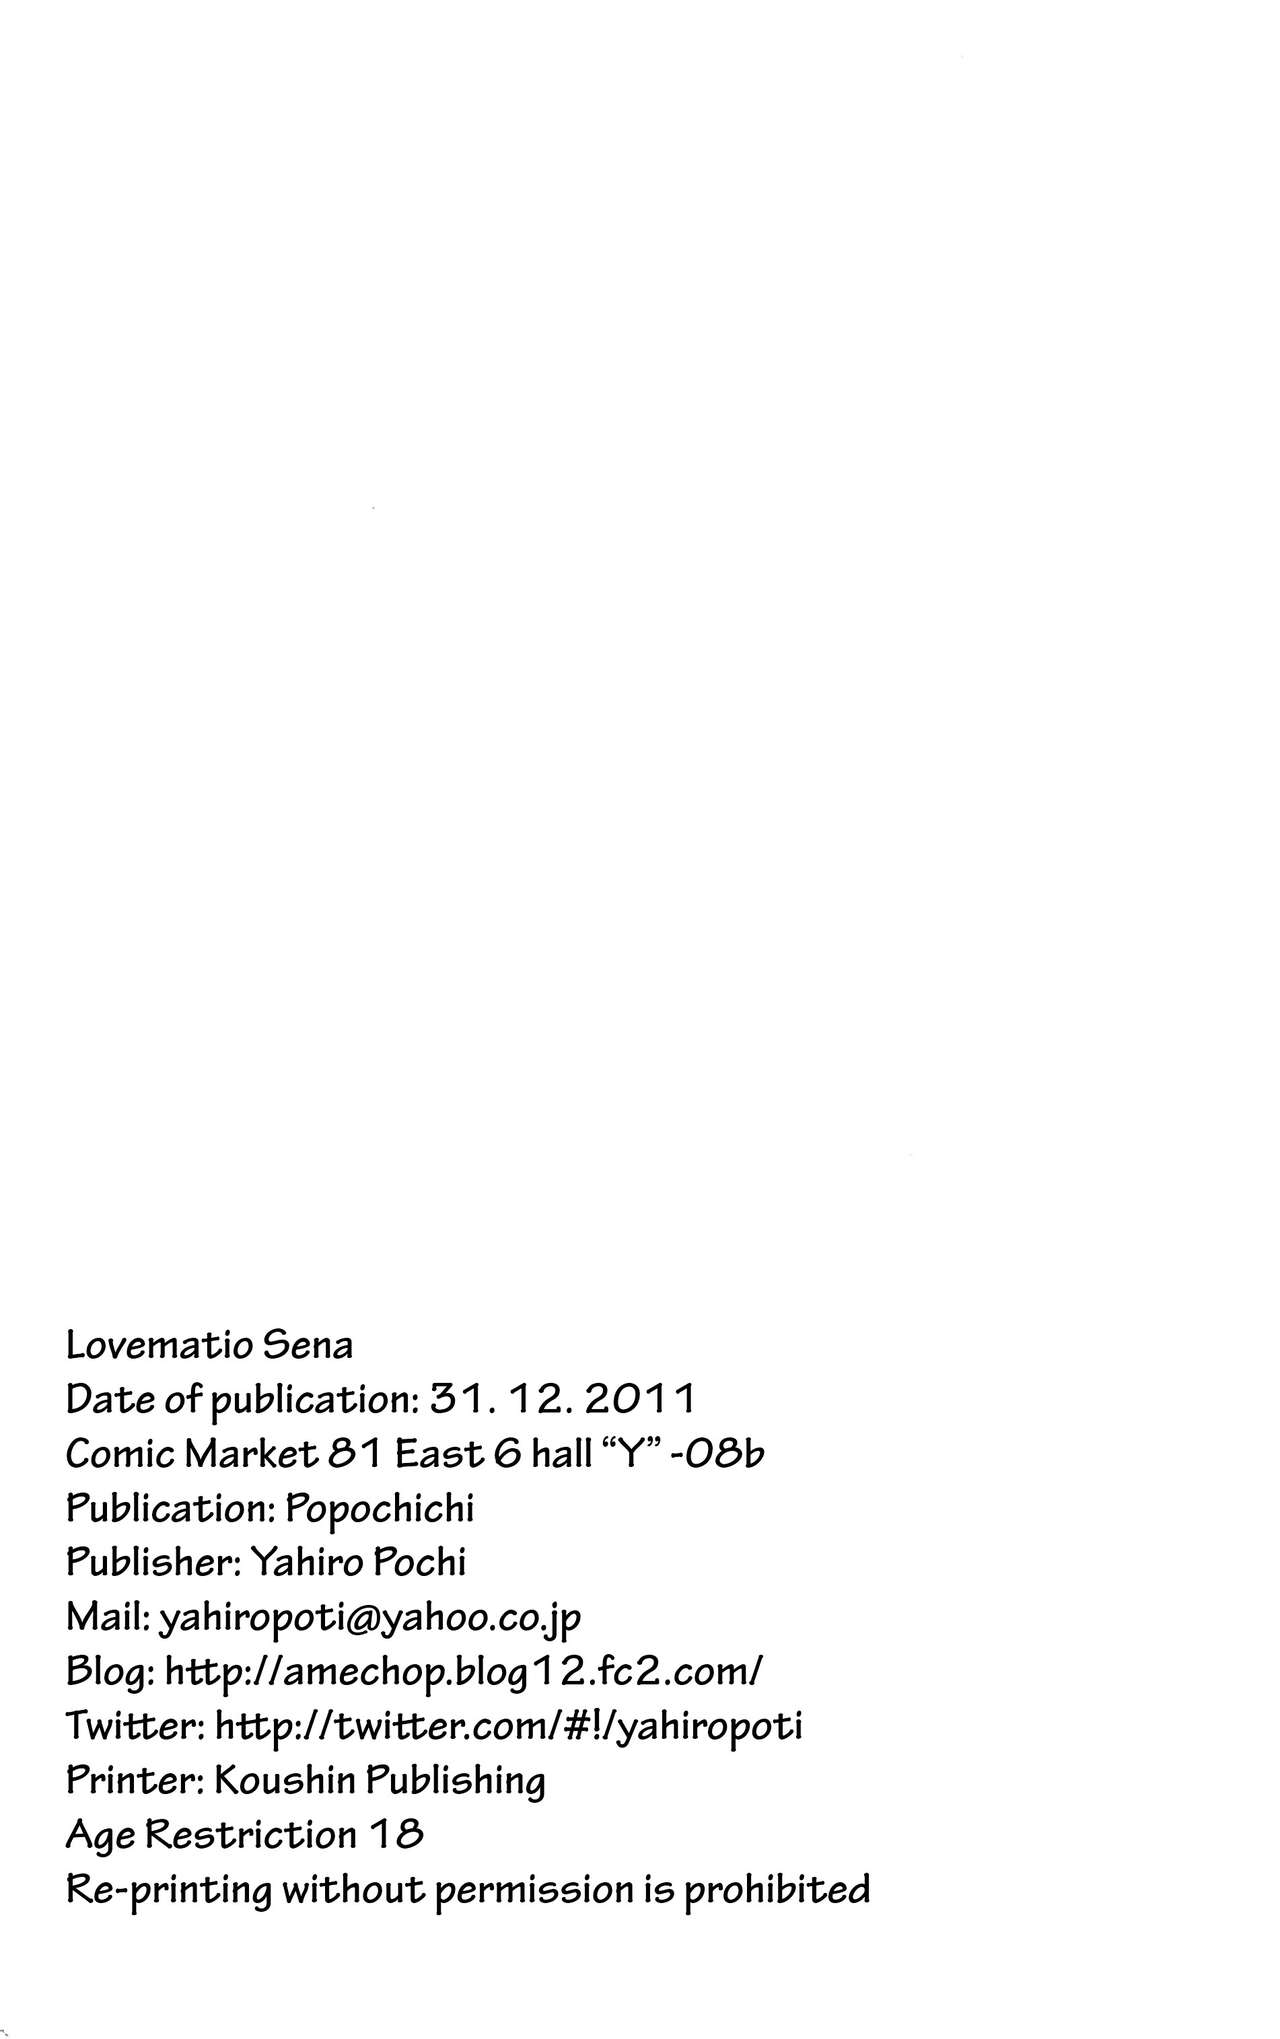 Lovematio Sena
Date of publication: 31. 12. 2011
Comic Market 81 East 6 hall “Y” -08b
Publication: Popochichi
Publisher: Yahiro Pochi
Mail: yahiropoti@yahoo.co.jp
Blog: http://amechop.blog12.fc2.com/
Twitter: http://twitter.com/#!/yahiropoti
Printer: Koushin Publishing
Age Restriction 18
Re-printing without permission is prohibited